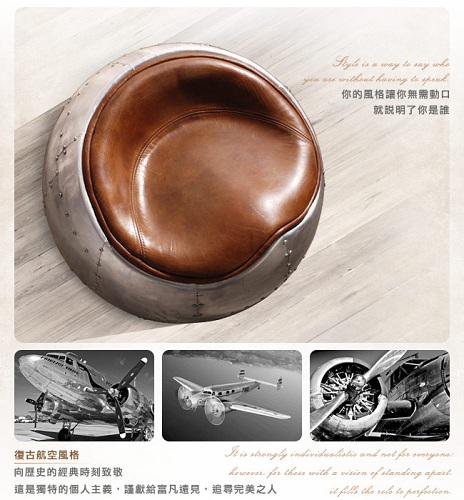 Style is a way to say who
you are without having to speak.
你的風格讓你無需動口
就說明了你是誰
復古航空風格
向歷史的經典時刻致敬
這是獨特的個人主義，謹獻給富凡遠見，追尋完美之人
It is strongly individualistic and not for everyone:
however, for those with a vision of standing apart.
it fills the role to perfection.